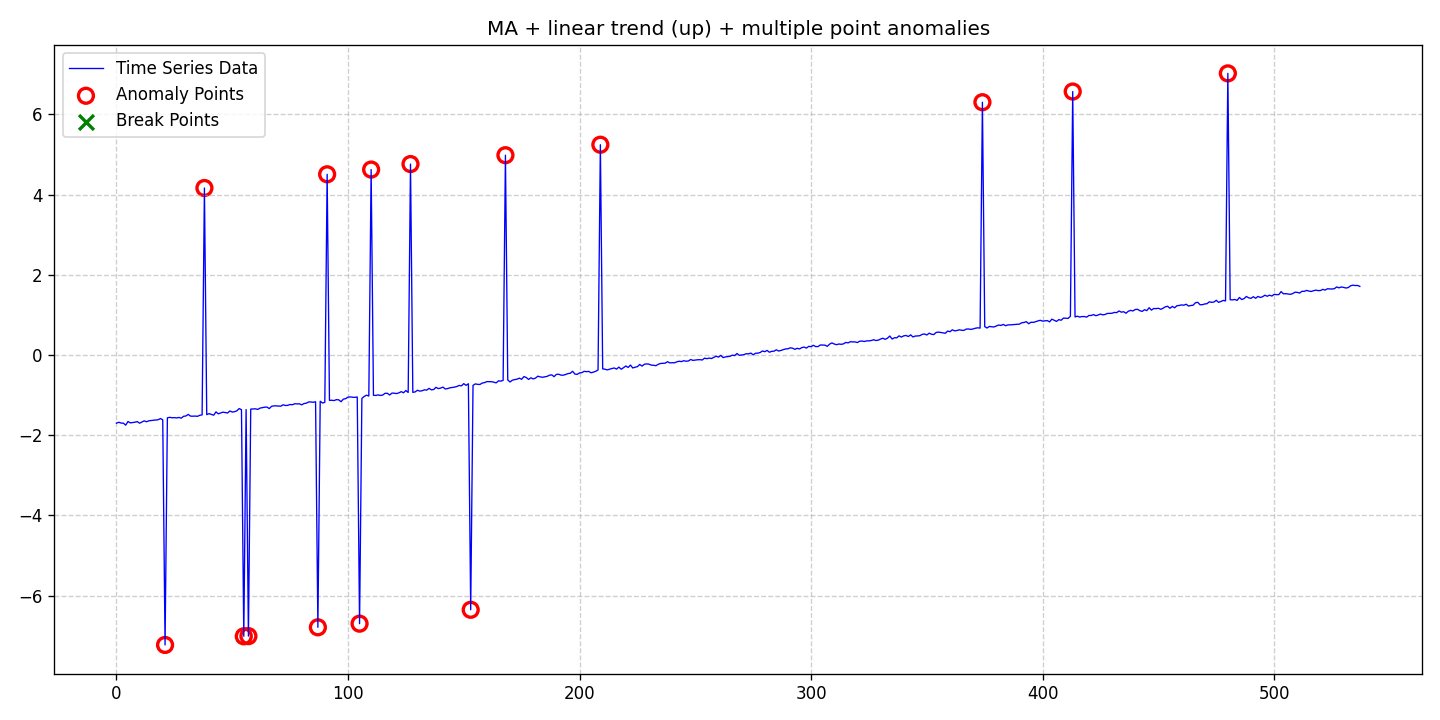 MA + linear trend (up) + multiple point anomalies
Time Series Data
Anomaly Points
Break Points
6
4
2
0
−2
−4
−6
0 100 200 300 400 500